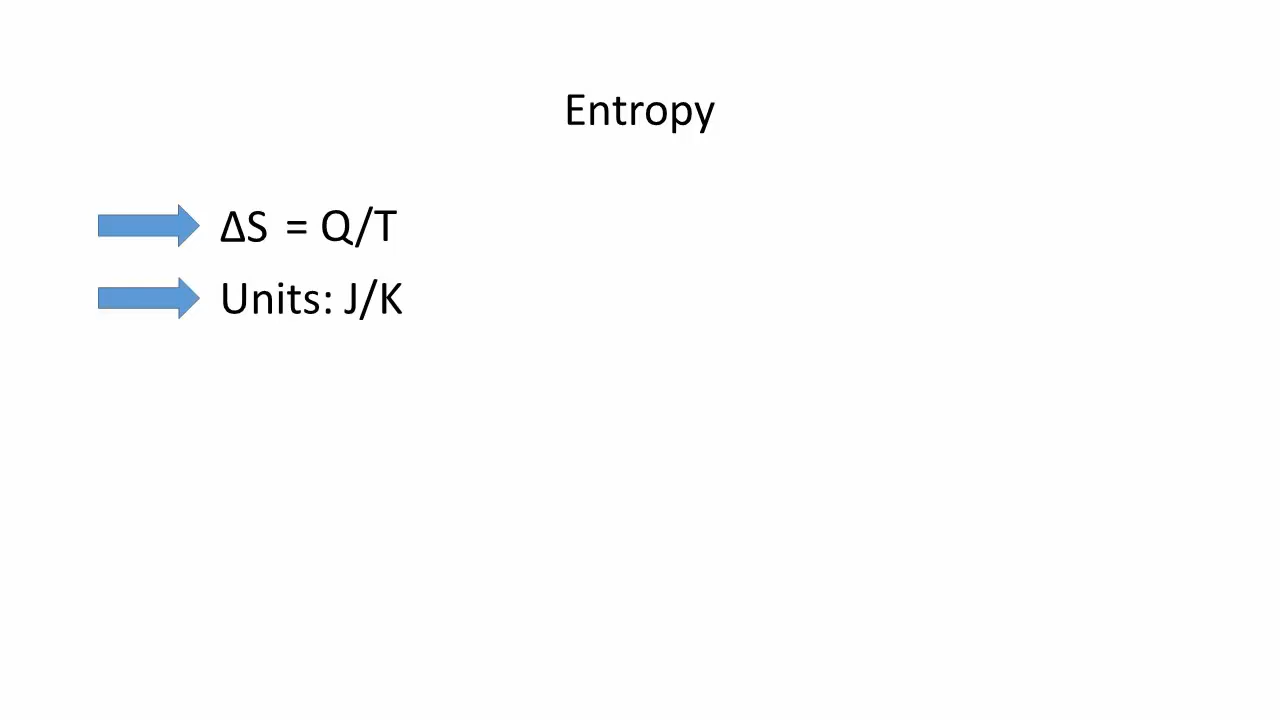 Entropy
ΔS = Q/T
Units: J/K